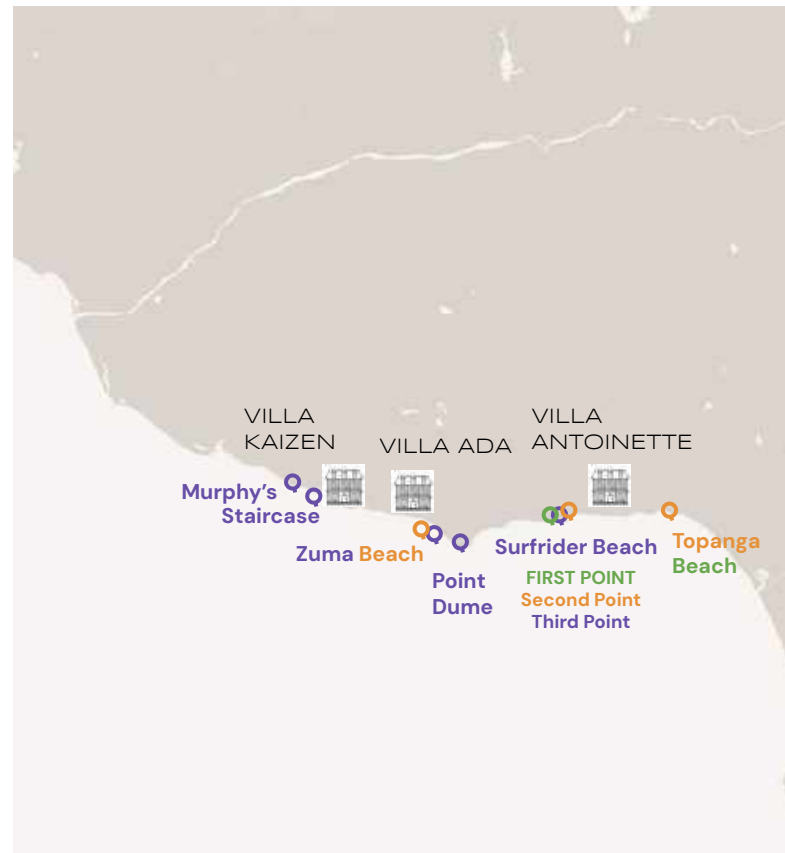 VILLA
KAIZEN
VILLA ADA
VILLA
ANTOINETTE
Murphy's
Staircase
Zuma Beach
Point
Dume
Surfrider Beach
FIRST POINT
Second Point
Third Point
Topanga
Beach